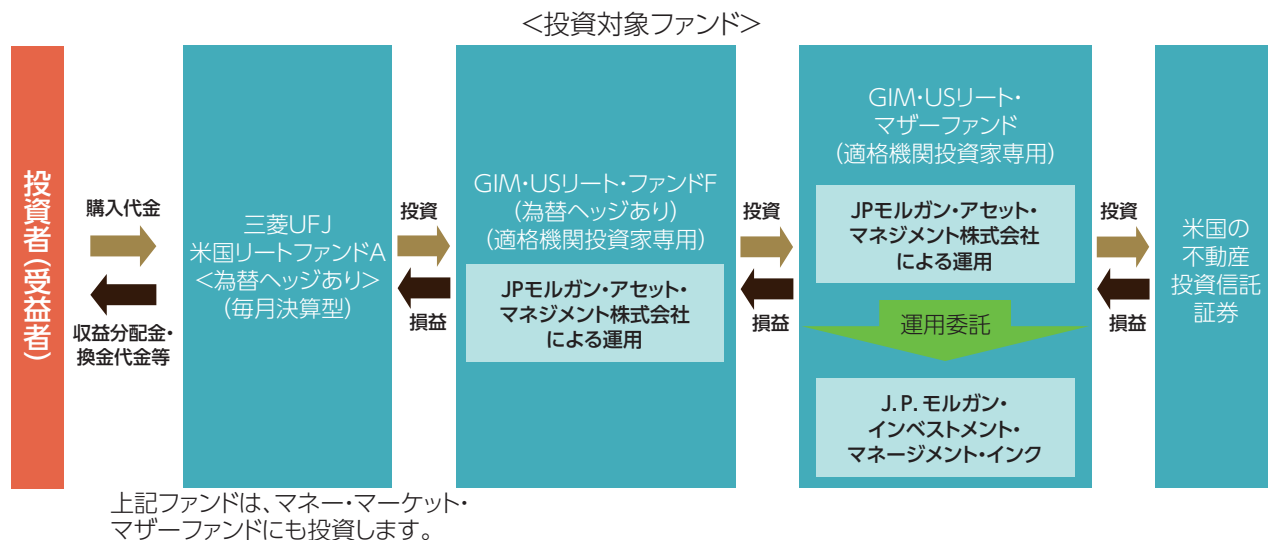 <投資対象ファンド>
投資者(受益者)
購入代金
収益分配金・
換金代金等
三菱UFJ
米国リートファンドA
<為替ヘッジあり>
(毎月決算型)
投資
損益
GIM・USリート・ファンドF
(為替ヘッジあり)
(適格機関投資家専用)
JPモルガン・アセット・
マネジメント株式会社
による運用
投資
損益
GIM・USリート・
マザーファンド
(適格機関投資家専用)
JPモルガン・アセット・
マネジメント株式会社
による運用
運用委託
J.P.モルガン・
インベストメント・
マネージメント・インク
投資
損益
米国の
不動産
投資信託
証券
上記ファンドは、マネー・マーケット・
マザーファンドにも投資します。